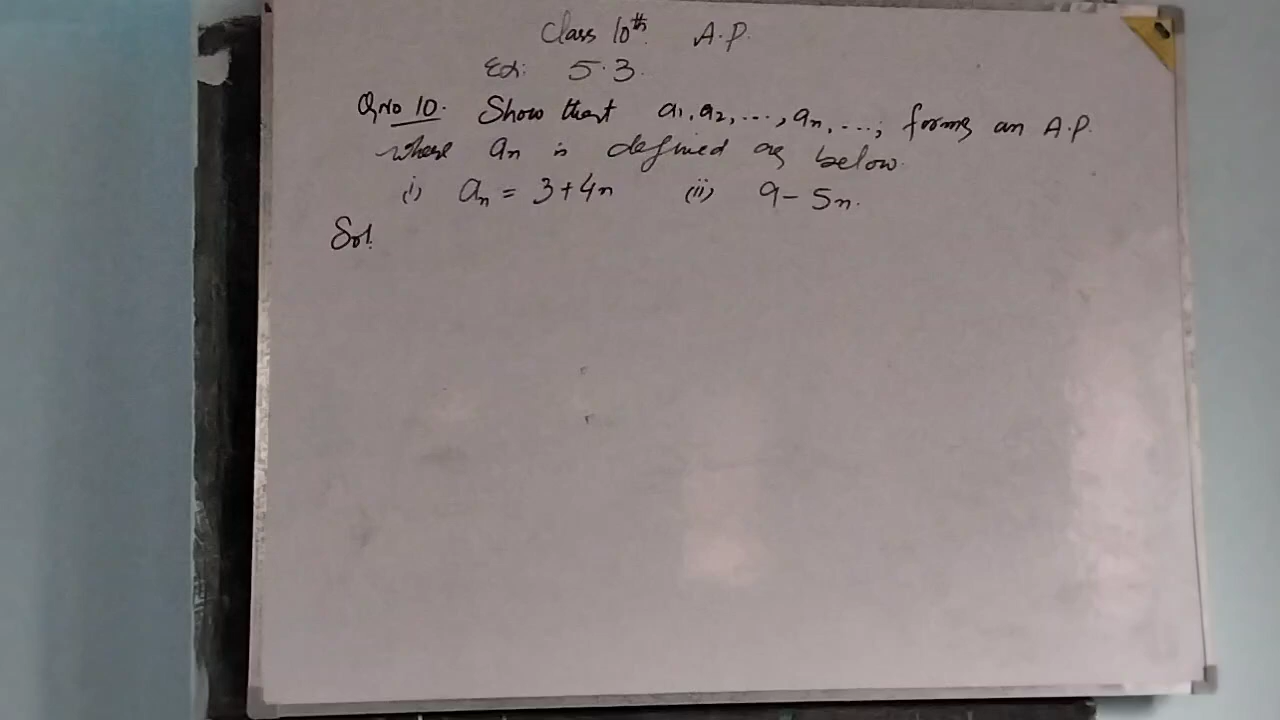 Class 10th. A.P.
Ex: 5.3.
Q No 10. Show that a1, a2, ..., an, ..., forms an A.P.
where an is defined as below.
(i) an = 3+4n (ii) 9-5n.
Sol.